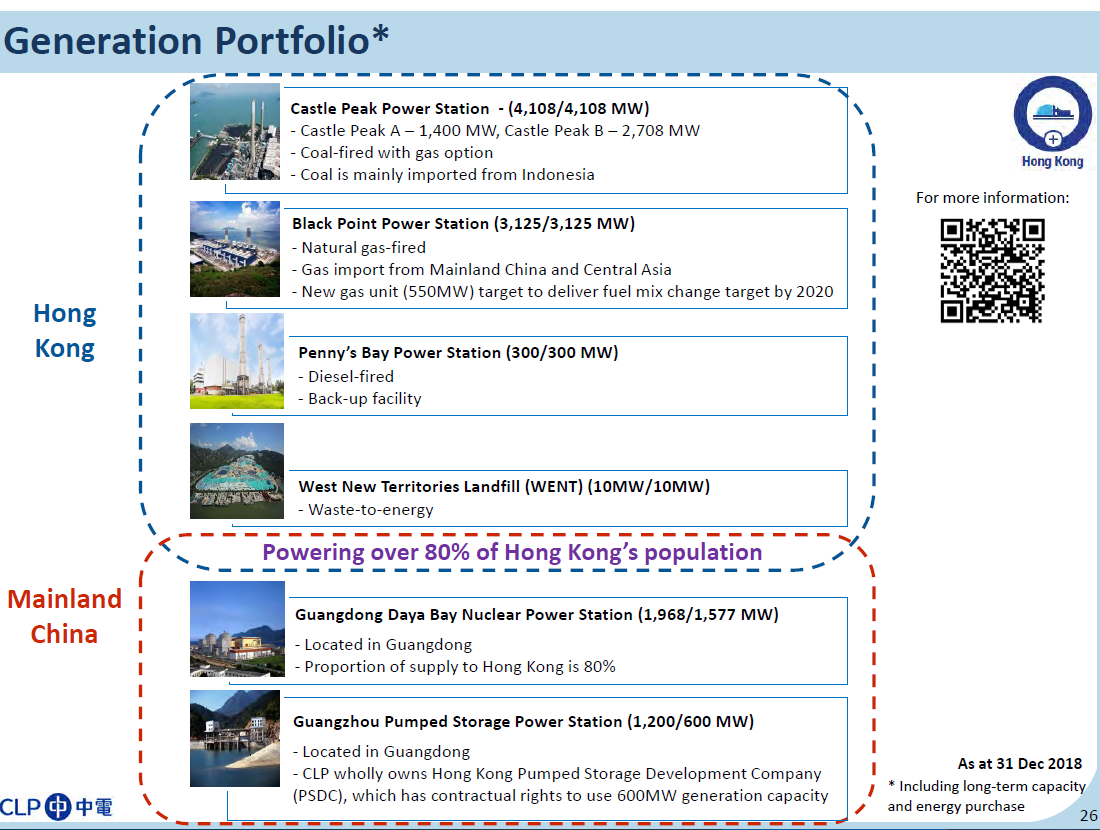 Generation Portfolio*
Castle Peak Power Station - (4,108/4,108 MW)
- Castle Peak A – 1,400 MW, Castle Peak B – 2,708 MW
- Coal-fired with gas option
- Coal is mainly imported from Indonesia
Hong Kong
For more information:
Black Point Power Station (3,125/3,125 MW)
- Natural gas-fired
- Gas import from Mainland China and Central Asia
- New gas unit (550MW) target to deliver fuel mix change target by 2020
Hong
Kong
Penny's Bay Power Station (300/300 MW)
- Diesel-fired
- Back-up facility
West New Territories Landfill (WENT) (10MW/10MW)
- Waste-to-energy
Powering over 80% of Hong Kong's population
Mainland
China
Guangdong Daya Bay Nuclear Power Station (1,968/1,577 MW)
- Located in Guangdong
- Proportion of supply to Hong Kong is 80%
Guangzhou Pumped Storage Power Station (1,200/600 MW)
- Located in Guangdong
- CLP wholly owns Hong Kong Pumped Storage Development Company
(PSDC), which has contractual rights to use 600MW generation capacity
As at 31 Dec 2018
* Including long-term capacity
and energy purchase
CLP 中電
26